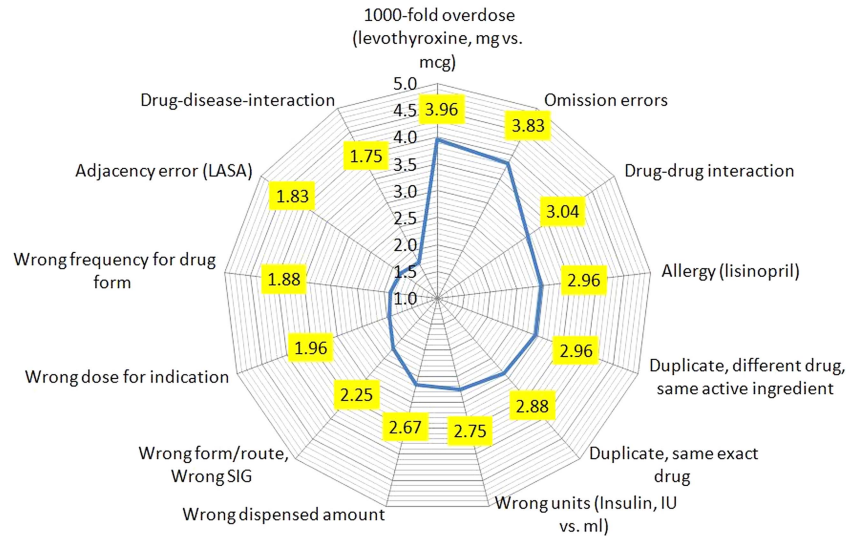 1000-fold overdose
(levothyroxine, mg vs.
mcg)
5.0
4.5
4.0
3.5
3.0
2.5
2.0
1.5
1.0
3.96
Omission errors
3.83
Drug-drug interaction
3.04
Allergy (lisinopril)
2.96
Duplicate, different drug,
same active ingredient
2.96
Duplicate, same exact
drug
2.88
Wrong units (Insulin, IU
vs. ml)
2.75
Wrong dispensed amount
2.67
Wrong form/route,
Wrong SIG
2.25
Wrong dose for indication
1.96
Wrong frequency for drug
form
1.88
Adjacency error (LASA)
1.83
Drug-disease-interaction
1.75